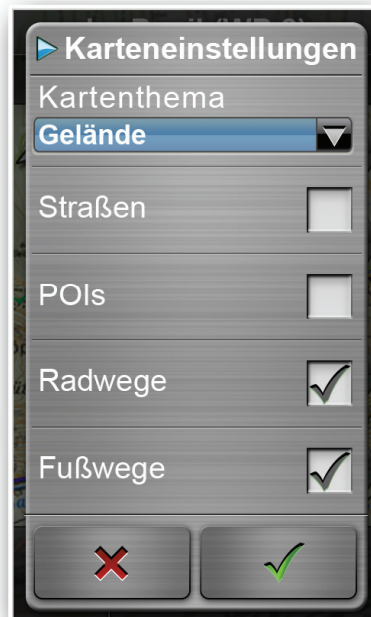 Karteneinstellungen
Kartenthema
Gelände
Straßen
POIs
Radwege
Fußwege